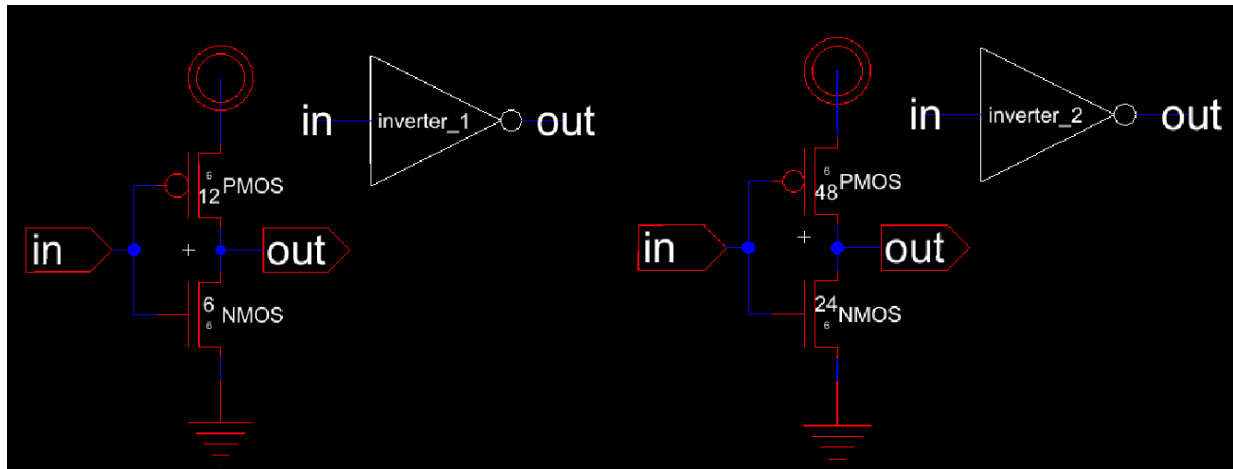 in
inverter_1
out
6
12
PMOS
in
out
6
6
NMOS
in
inverter_2
out
6
48
PMOS
in
out
24
6
NMOS